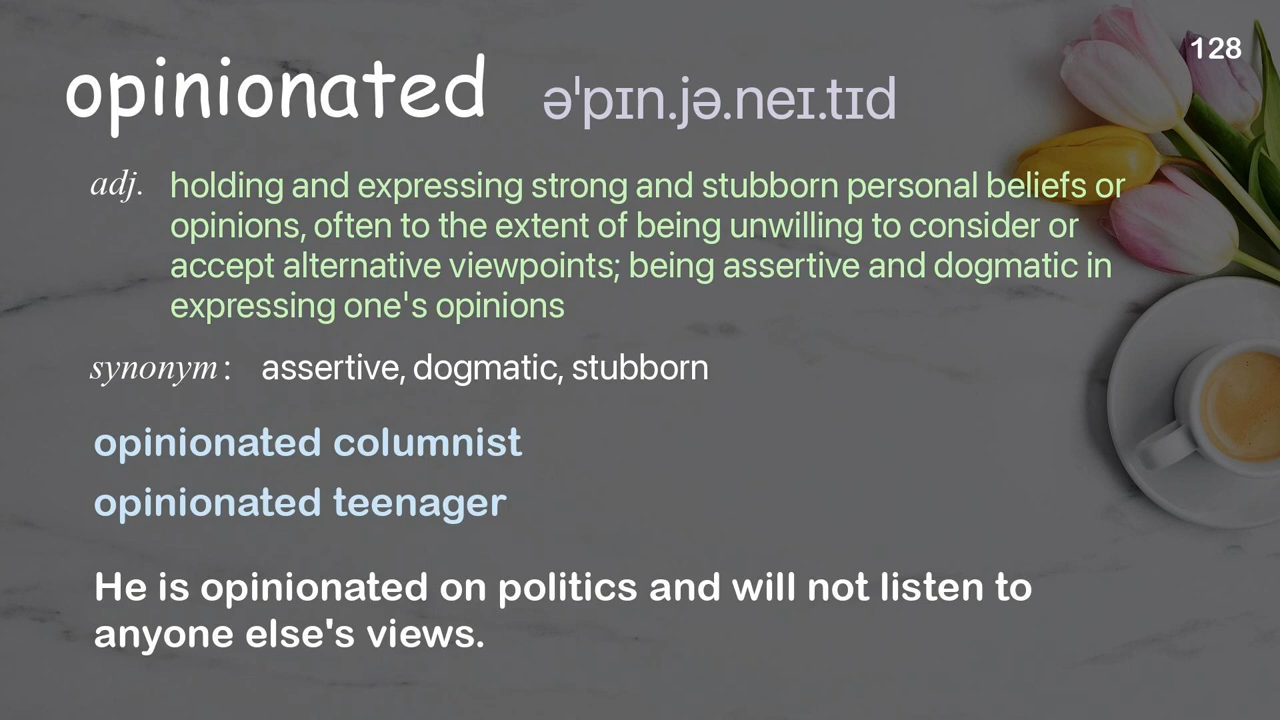 128
opinionated əˈpɪn.jə.neɪ.tɪd
adj. holding and expressing strong and stubborn personal beliefs or
opinions, often to the extent of being unwilling to consider or
accept alternative viewpoints; being assertive and dogmatic in
expressing one's opinions
synonym: assertive, dogmatic, stubborn
opinionated columnist
opinionated teenager
He is opinionated on politics and will not listen to
anyone else's views.